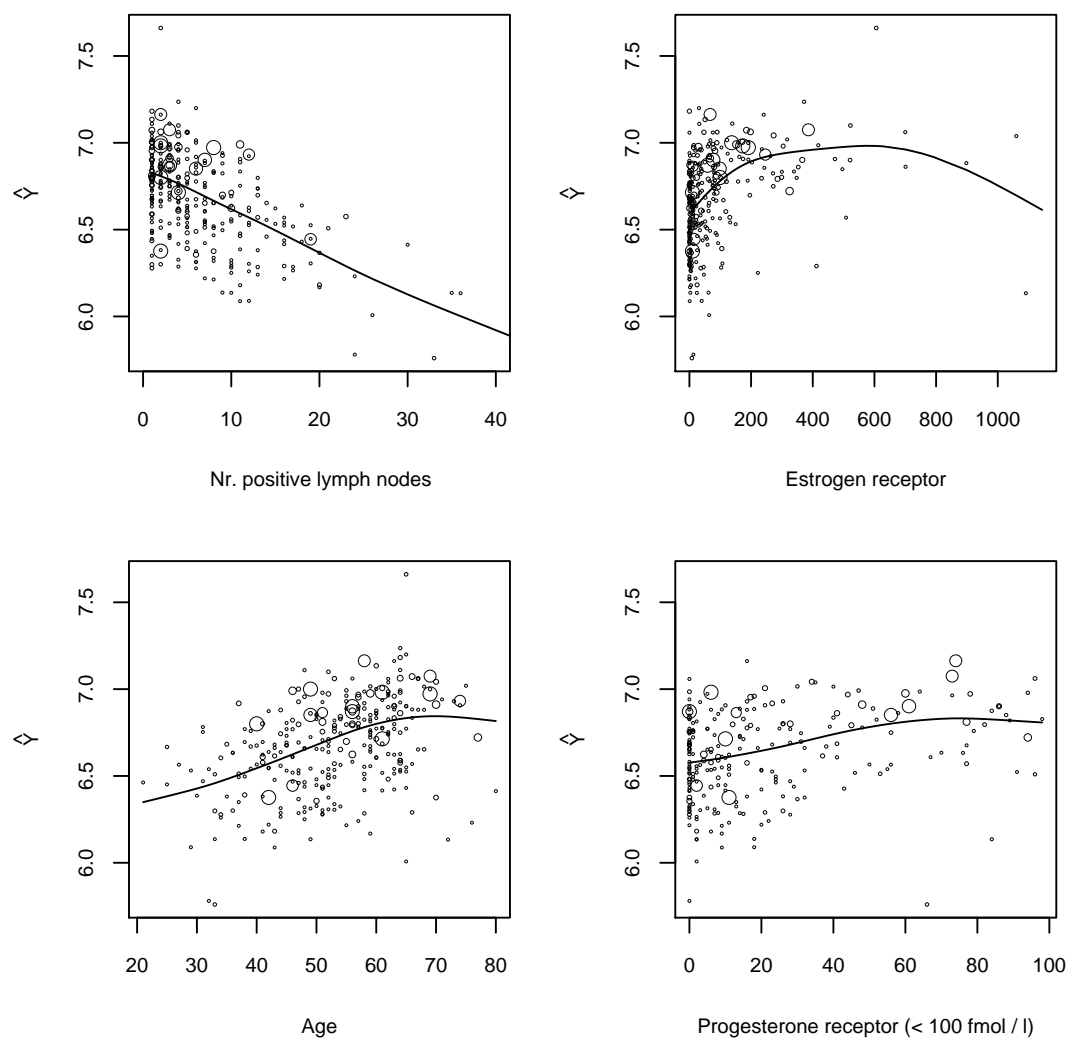 Ŷ
6.0 6.5 7.0 7.5
0 10 20 30 40
Nr. positive lymph nodes
Ŷ
6.0 6.5 7.0 7.5
0 200 400 600 800 1000
Estrogen receptor
Ŷ
6.0 6.5 7.0 7.5
20 30 40 50 60 70 80
Age
Ŷ
6.0 6.5 7.0 7.5
0 20 40 60 80 100
Progesterone receptor (< 100 fmol / l)